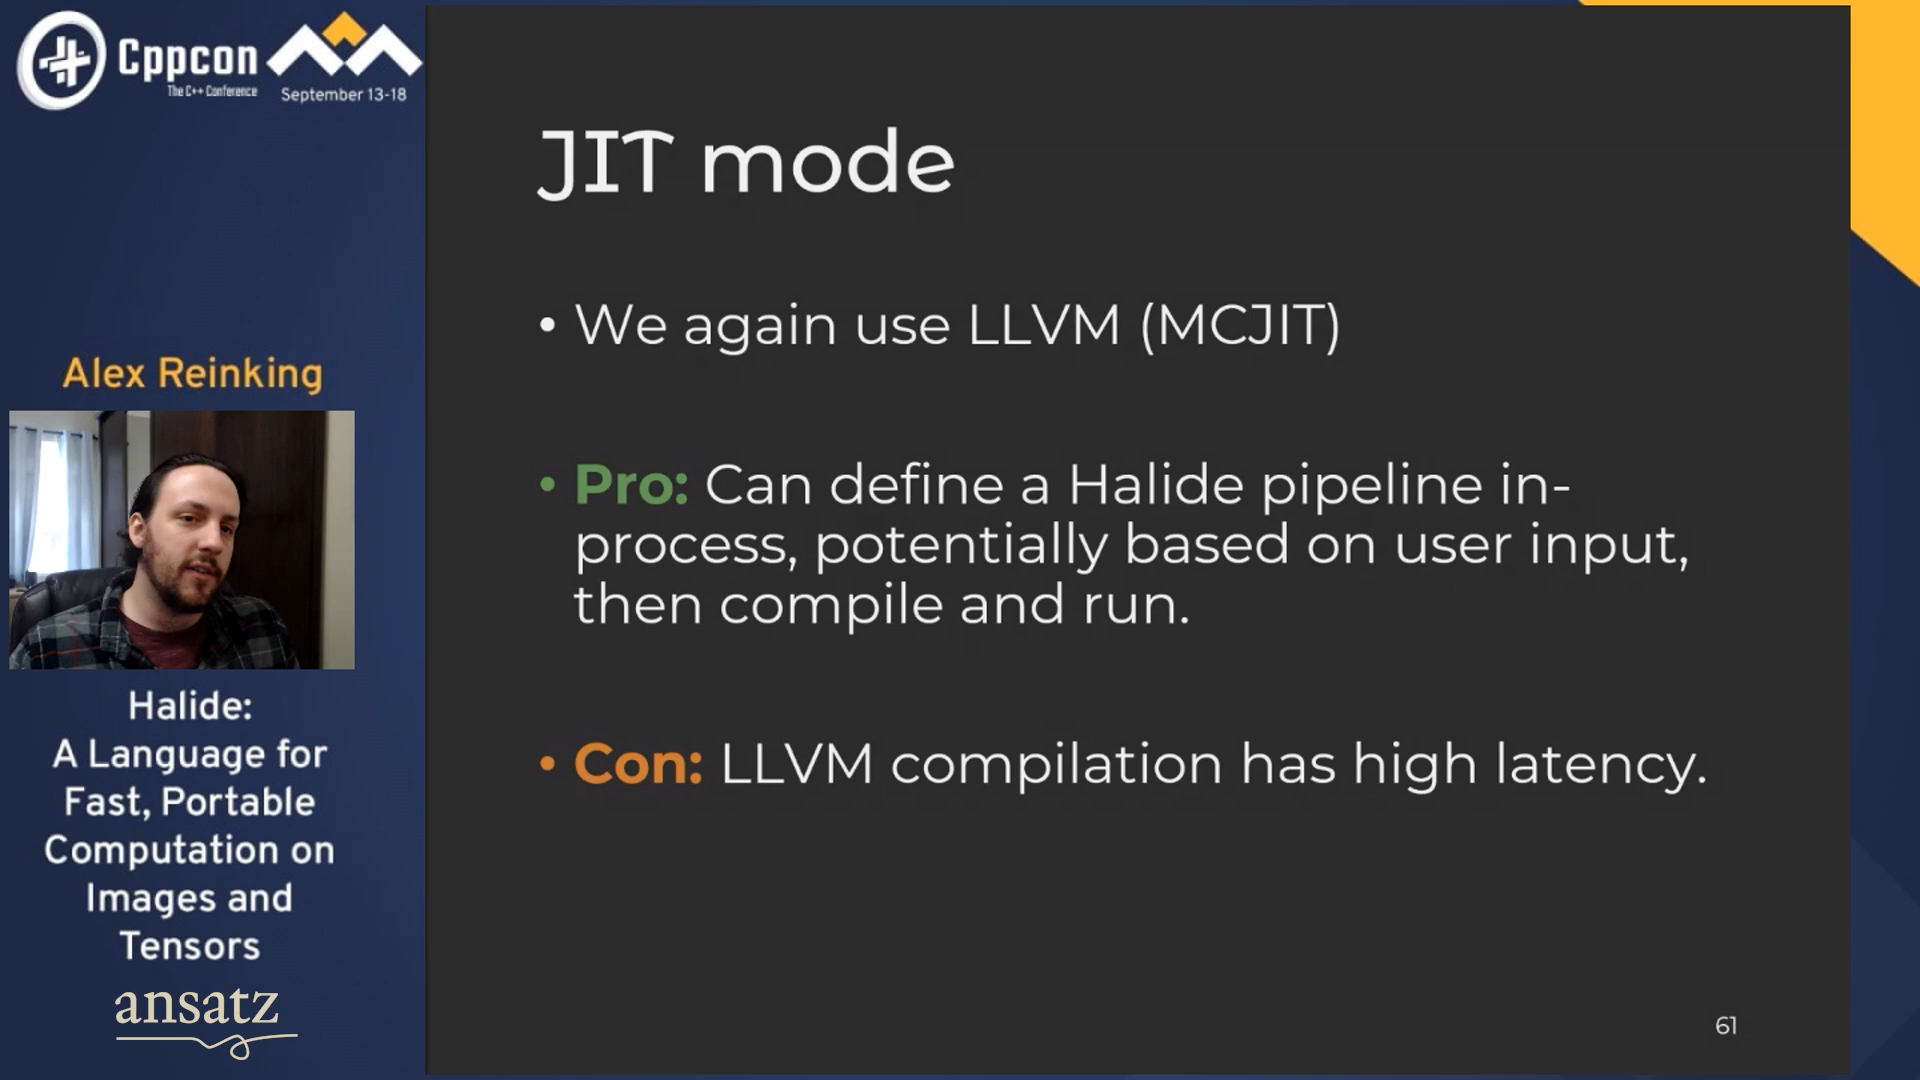 Cppcon
The C++ Conference
September 13-18
Alex Reinking
Halide:
A Language for
Fast, Portable
Computation on
Images and
Tensors
ansatz
JIT mode
• We again use LLVM (MCJIT)
• Pro: Can define a Halide pipeline in-
process, potentially based on user input,
then compile and run.
• Con: LLVM compilation has high latency.
61